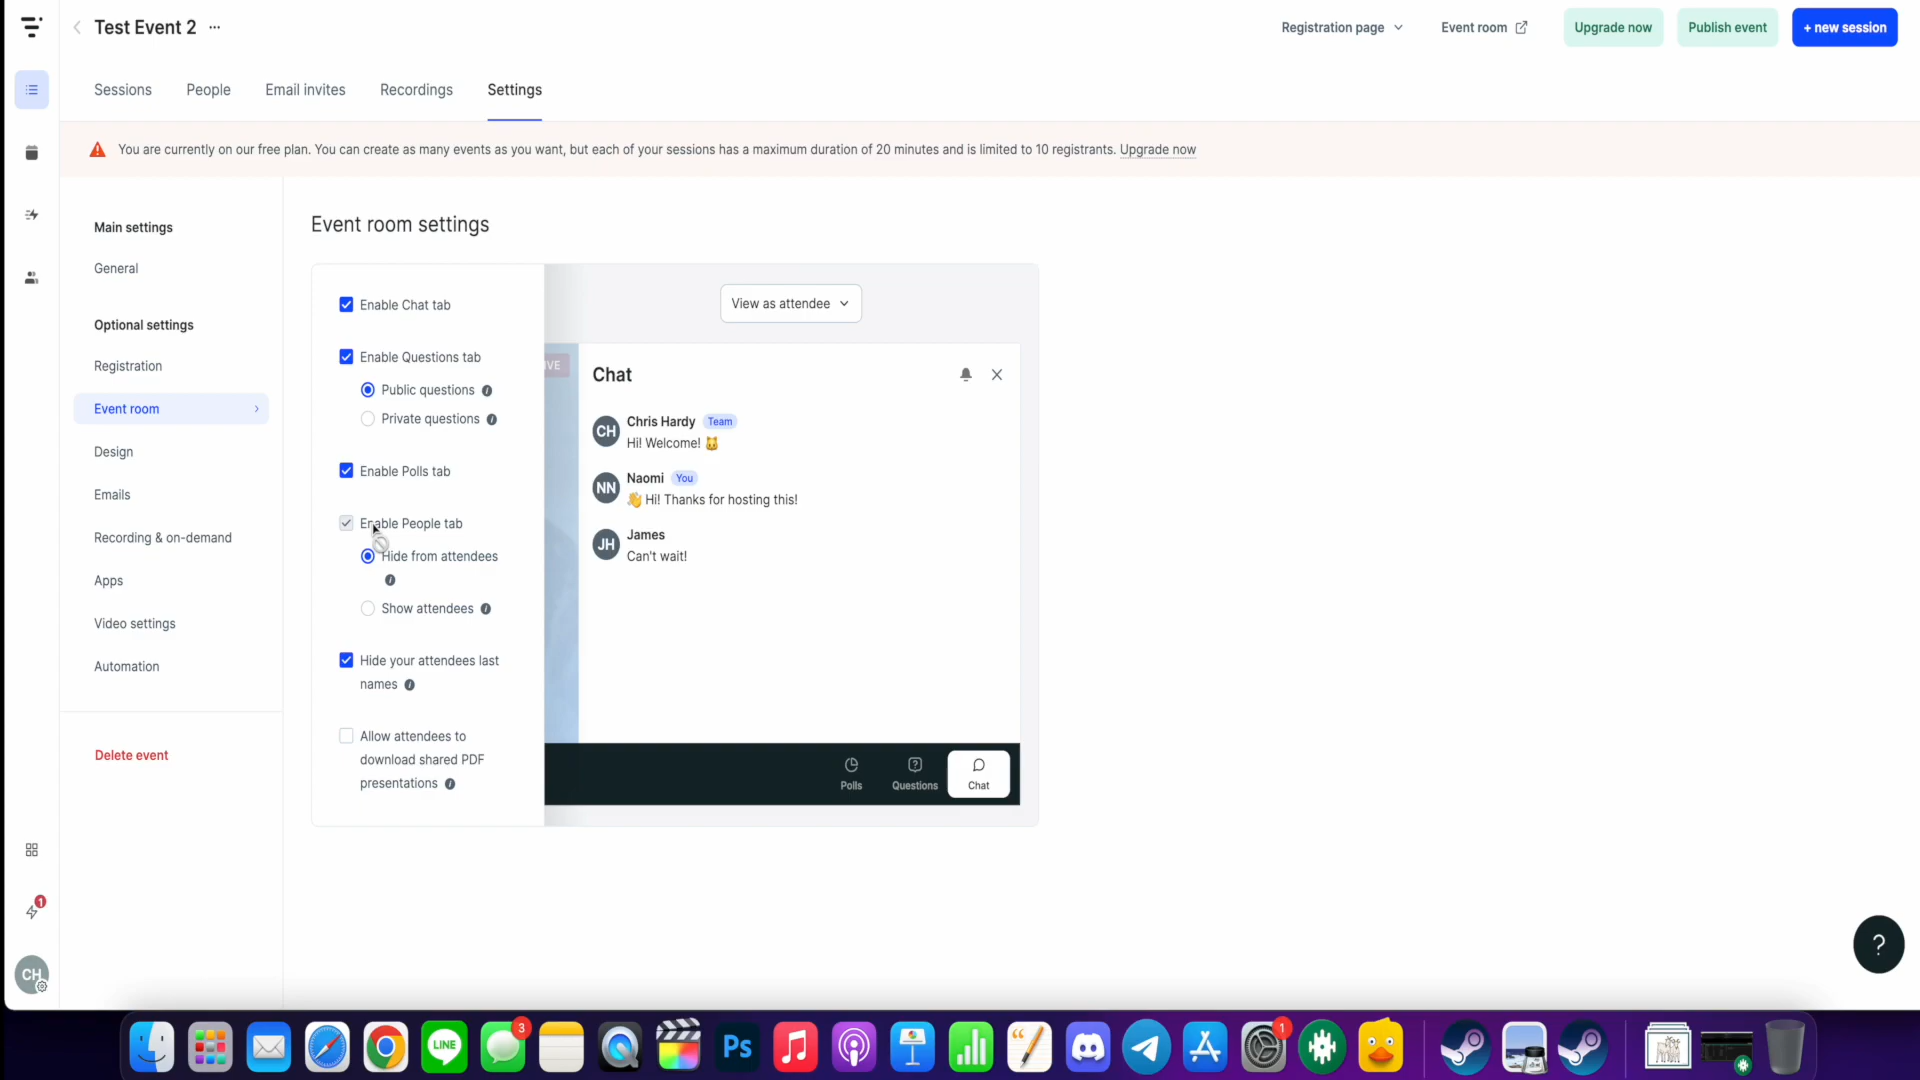 Test Event 2 ...
Registration page
Event room
Upgrade now
Publish event
+ new session
Sessions
People
Email invites
Recordings
Settings
You are currently on our free plan. You can create as many events as you want, but each of your sessions has a maximum duration of 20 minutes and is limited to 10 registrants. Upgrade now
Main settings
General
Optional settings
Registration
Event room
Design
Emails
Recording & on-demand
Apps
Video settings
Automation
Delete event
Event room settings
Enable Chat tab
Enable Questions tab
Public questions
Private questions
Enable Polls tab
Enable People tab
Hide from attendees
Show attendees
Hide your attendees last
names
Allow attendees to
download shared PDF
presentations
View as attendee
IVE
Chat
CH
Chris Hardy Team
Hi! Welcome! 🐱
NN
Naomi You
👋 Hi! Thanks for hosting this!
JH
James
Can't wait!
Polls
Questions
Chat
1
CH
?
LINE
3
Ps
1